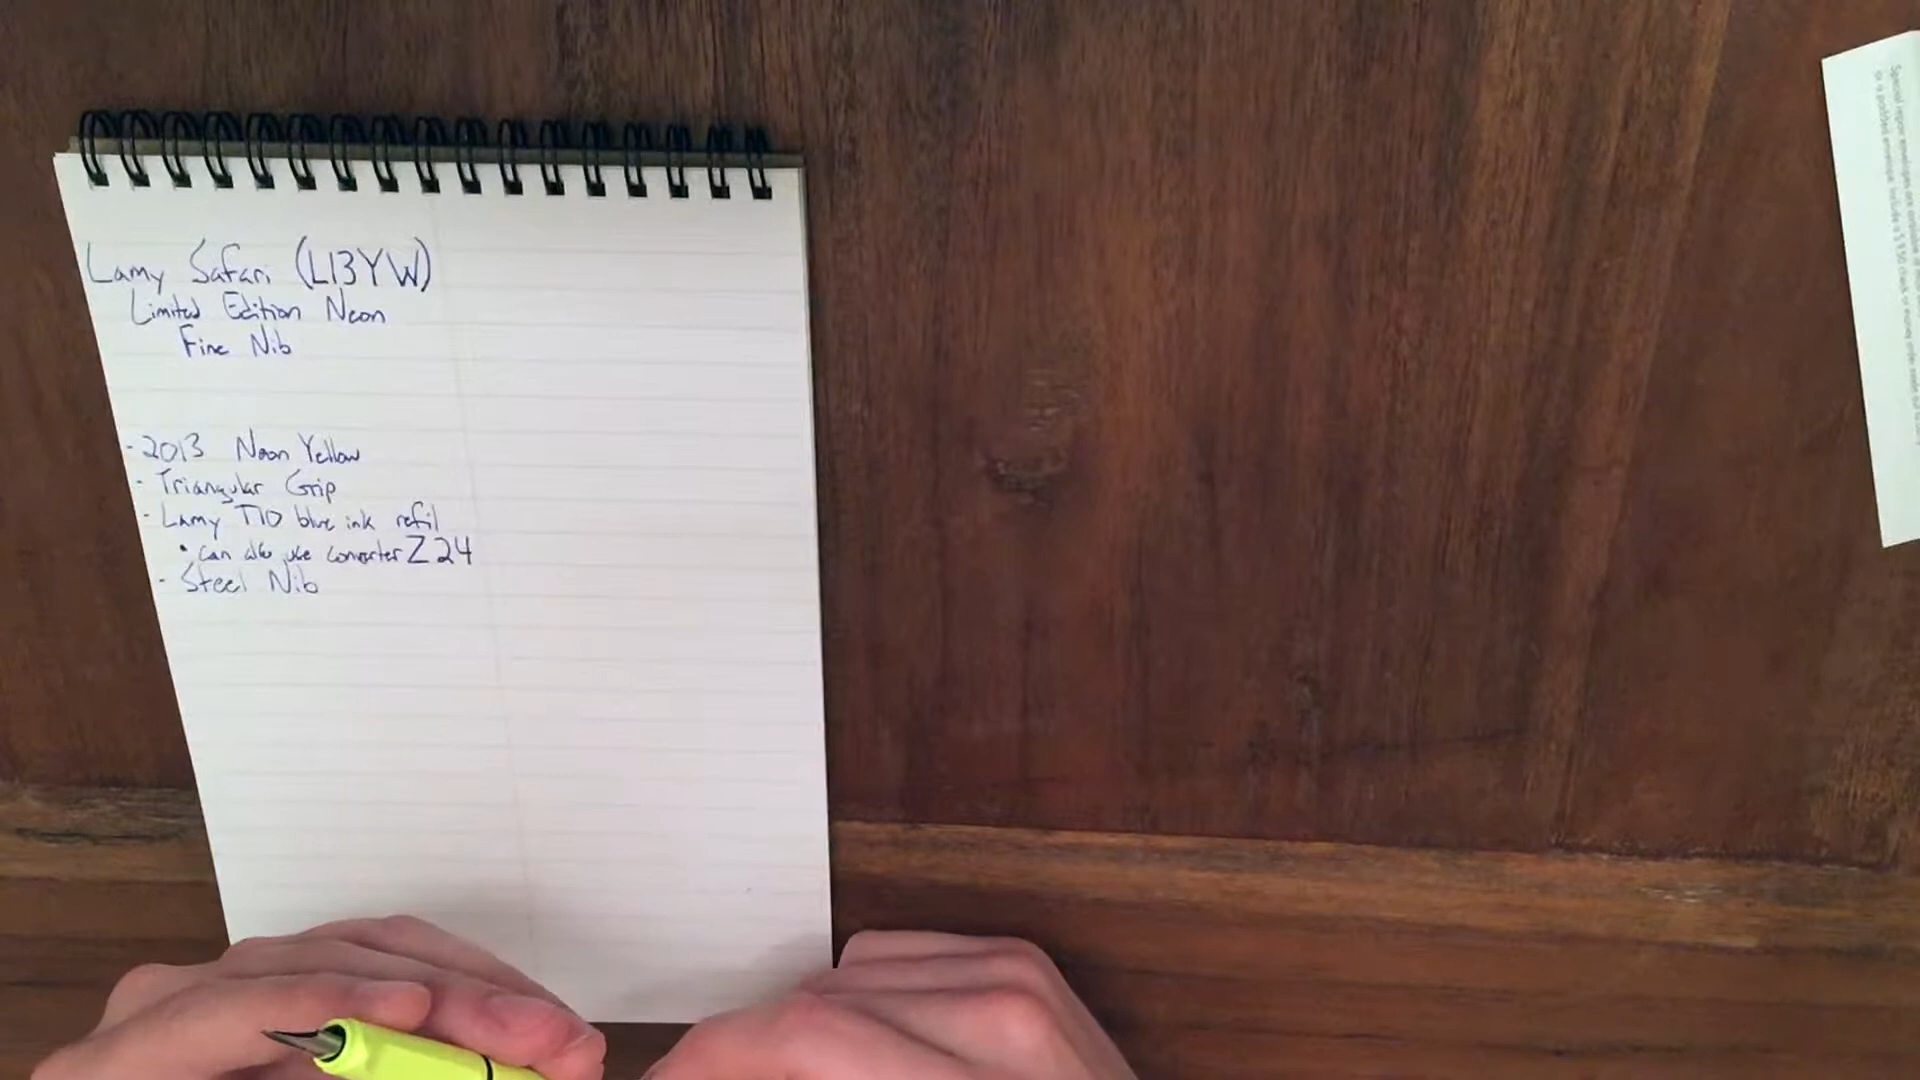 Lamy Safari (L13YW)
Limited Edition Neon
Fine Nib
- 2013 Neon Yellow
- Triangular Grip
- Lamy T10 blue ink refil
• can also use converter Z24
- Steel Nib